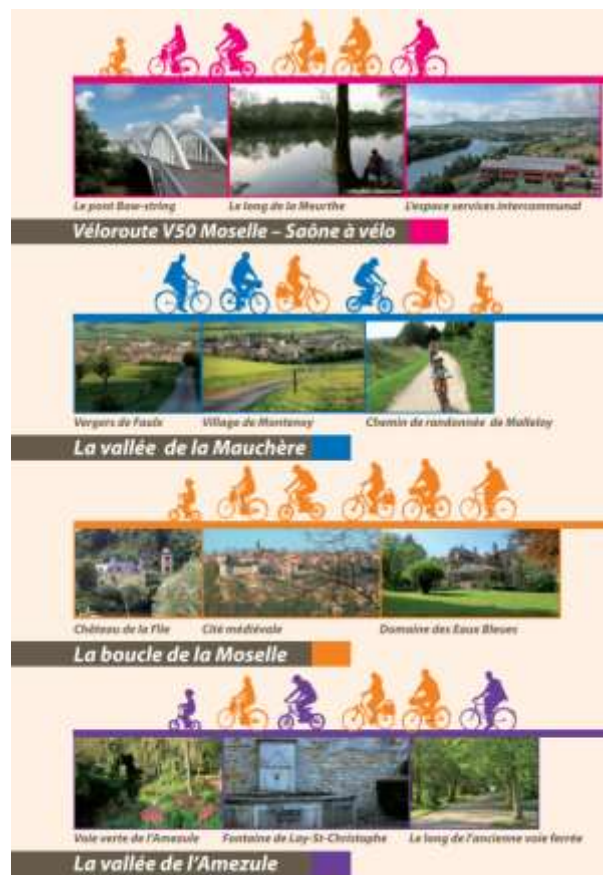 Le pont Bow-string Le long de la Meurthe L'espace services intercommunal
Véloroute V50 Moselle – Saône à vélo
Vergers de Faulx Village de Montenoy Chemin de randonnée de Malleloy
La vallée de la Mauchère
Château de la Flie Cité médiévale Domaine des Eaux Bleues
La boucle de la Moselle
Voie verte de l'Amezule Fontaine de Lay-St-Christophe Le long de l'ancienne voie ferrée
La vallée de l'Amezule